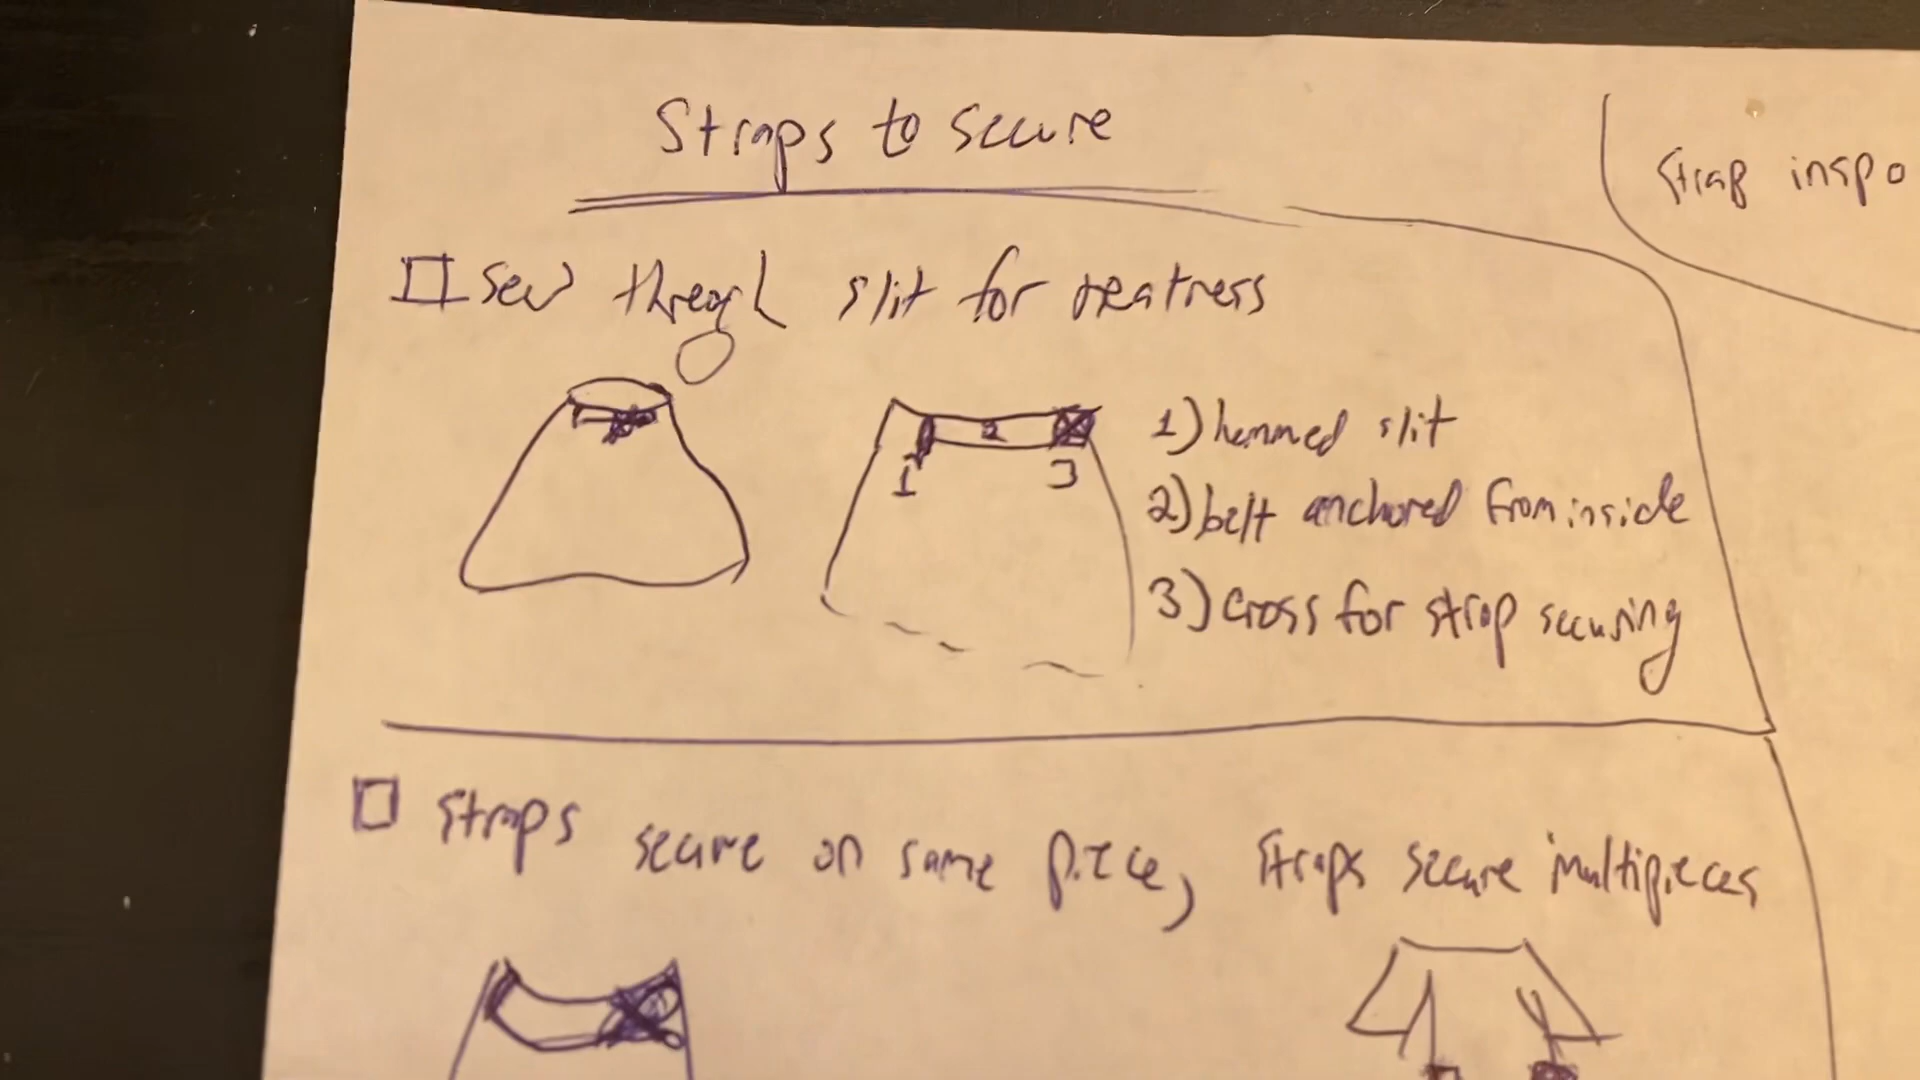 Straps to secure
Strap inspo
sew through slit for neatness
2
1
3
1) hemmed slit
2) belt anchored from inside
3) cross for strap securing
Straps secure on same piece, straps secure multipieces